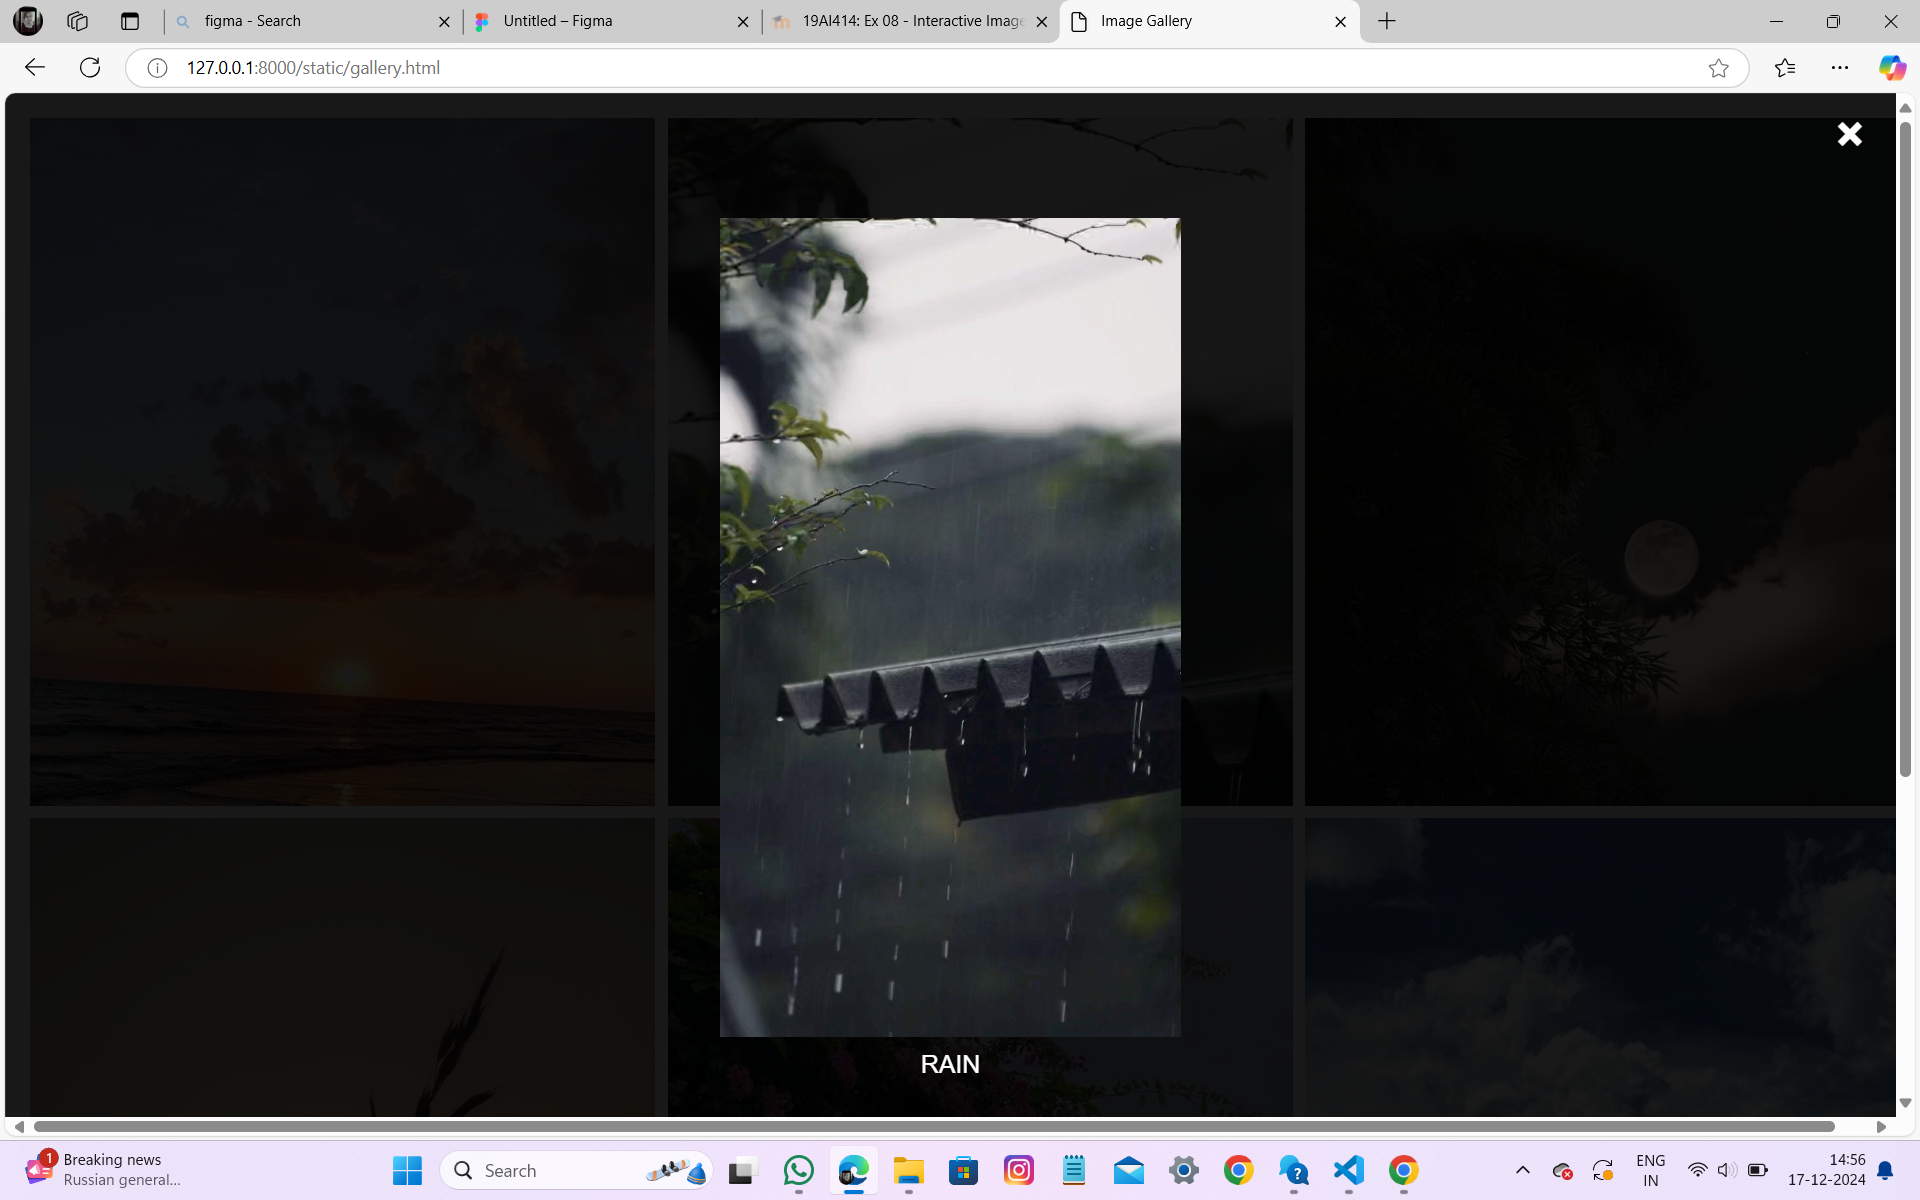 figma - Search
Untitled – Figma
19AI414: Ex 08 - Interactive Image
Image Gallery
127.0.0.1:8000/static/gallery.html
RAIN
1
Breaking news
Russian general...
Search
ENG
IN
14:56
17-12-2024